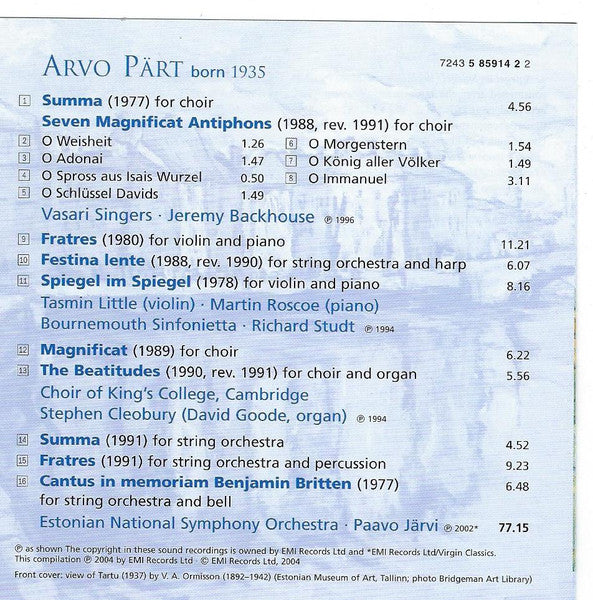 ARVO PÄRT born 1935
7243 5 85914 2 2
1 Summa (1977) for choir 4.56
Seven Magnificat Antiphons (1988, rev. 1991) for choir
2 O Weisheit 1.26 6 O Morgenstern 1.54
3 O Adonai 1.47 7 O König aller Völker 1.49
4 O Spross aus Isais Wurzel 0.50 8 O Immanuel 3.11
5 O Schlüssel Davids 1.49
Vasari Singers · Jeremy Backhouse ℗ 1996
9 Fratres (1980) for violin and piano 11.21
10 Festina lente (1988, rev. 1990) for string orchestra and harp 6.07
11 Spiegel im Spiegel (1978) for violin and piano 8.16
Tasmin Little (violin) · Martin Roscoe (piano)
Bournemouth Sinfonietta · Richard Studt ℗ 1994
12 Magnificat (1989) for choir 6.22
13 The Beatitudes (1990, rev. 1991) for choir and organ 5.56
Choir of King's College, Cambridge
Stephen Cleobury (David Goode, organ) ℗ 1994
14 Summa (1991) for string orchestra 4.52
15 Fratres (1991) for string orchestra and percussion 9.23
16 Cantus in memoriam Benjamin Britten (1977) 6.48
for string orchestra and bell
Estonian National Symphony Orchestra · Paavo Järvi ℗ 2002* 77.15
℗ as shown The copyright in these sound recordings is owned by EMI Records Ltd and *EMI Records Ltd/Virgin Classics.
This compilation ℗ 2004 by EMI Records Ltd · © EMI Records Ltd, 2004
Front cover: view of Tartu (1937) by V. A. Ormisson (1892–1942) (Estonian Museum of Art, Tallinn; photo Bridgeman Art Library)